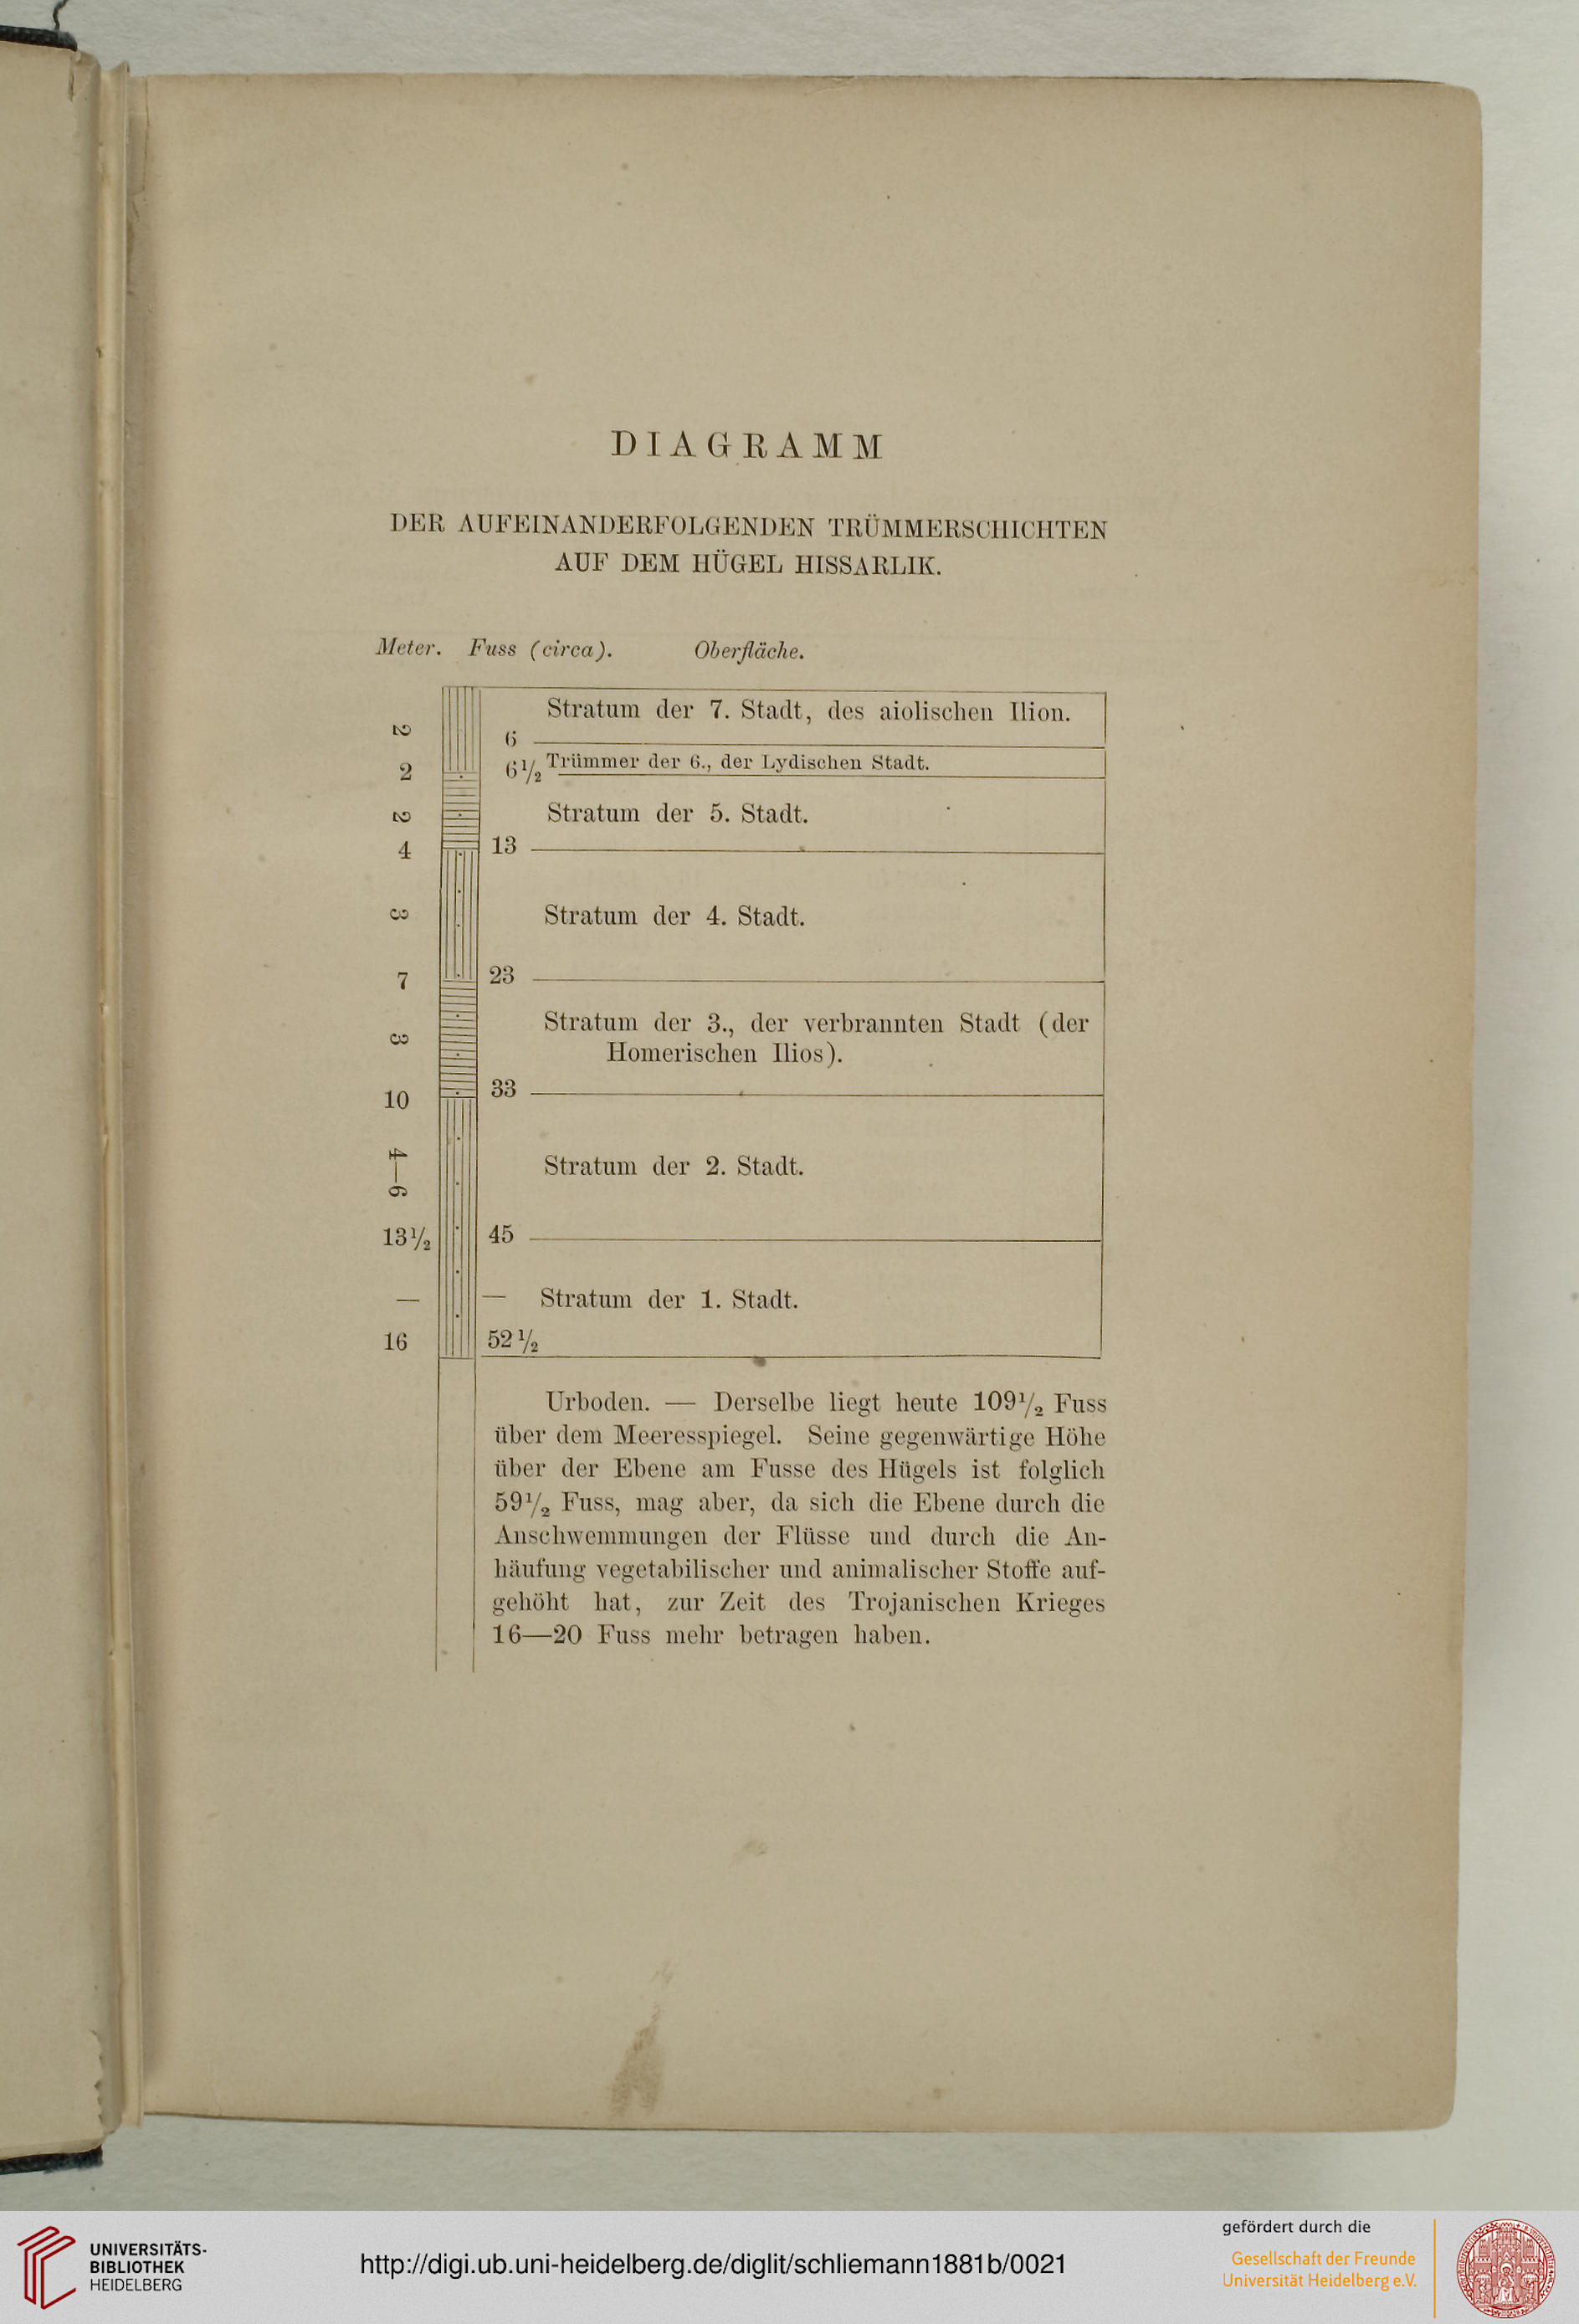 DIAGRAMM
DER AUFEINANDERFOLGENDEN TRÜMMERSCHICHTEN
AUF DEM HÜGEL HISSARLIK.
Meter. Fuss (circa). Oberfläche.
Stratum der 7. Stadt, des aiolischen Ilion.
2
6
Trümmer der 6., der Lydischen Stadt.
2 6½
Stratum der 5. Stadt.
2
4 13
3 Stratum der 4. Stadt.
7 23
Stratum der 3., der verbrannten Stadt (der
3
Homerischen Ilios).
10 33
4—6 Stratum der 2. Stadt.
13½ 45
— — Stratum der 1. Stadt.
16 52½
Urboden. — Derselbe liegt heute 109½ Fuss
über dem Meeresspiegel. Seine gegenwärtige Höhe
über der Ebene am Fusse des Hügels ist folglich
59½ Fuss, mag aber, da sich die Ebene durch die
Anschwemmungen der Flüsse und durch die An-
häufung vegetabilischer und animalischer Stoffe auf-
gehöht hat, zur Zeit des Trojanischen Krieges
16—20 Fuss mehr betragen haben.
UNIVERSITÄTS-
BIBLIOTHEK
HEIDELBERG
http://digi.ub.uni-heidelberg.de/diglit/schliemann1881b/0021
gefördert durch die
Gesellschaft der Freunde
Universität Heidelberg e.V.